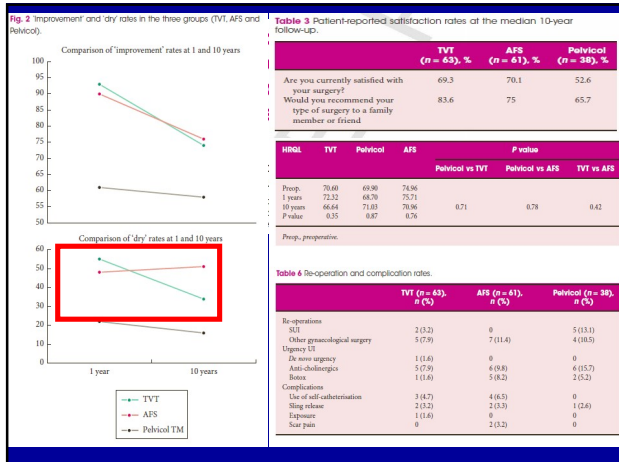 Fig. 2 'Improvement' and 'dry' rates in the three groups (TVT, AFS and
Pelvicol).
Comparison of 'improvement' rates at 1 and 10 years
100
95
90
85
80
75
70
65
60
55
50
Comparison of 'dry' rates at 1 and 10 years
60
50
40
30
20
10
0
1 year 10 years
TVT
AFS
Pelvicol TM
Table 3 Patient-reported satisfaction rates at the median 10-year
follow-up.
TVT AFS Pelvicol
(n = 63), % (n = 61), % (n = 38), %
Are you currently satisfied with 69.3 70.1 52.6
your surgery?
Would you recommend your 83.6 75 65.7
type of surgery to a family
member or friend
HRQL TVT Pelvicol AFS P value
Pelvicol vs TVT Pelvicol vs AFS TVT vs AFS
Preop. 70.60 69.90 74.96
1 years 72.32 68.70 75.71
10 years 66.64 71.03 70.96 0.71 0.78 0.42
P value 0.35 0.87 0.76
Preop., preoperative.
Table 6 Re-operation and complication rates.
TVT (n = 63), AFS (n = 61), Pelvicol (n = 38),
n (%) n (%) n (%)
Re-operations
SUI 2 (3.2) 0 5 (13.1)
Other gynaecological surgery 5 (7.9) 7 (11.4) 4 (10.5)
Urgency UI
De novo urgency 1 (1.6) 0 0
Anti-cholinergics 5 (7.9) 6 (9.8) 6 (15.7)
Botox 1 (1.6) 5 (8.2) 2 (5.2)
Complications
Use of self-catheterisation 3 (4.7) 4 (6.5) 0
Sling release 2 (3.2) 2 (3.3) 1 (2.6)
Exposure 1 (1.6) 0 0
Scar pain 0 2 (3.2) 0